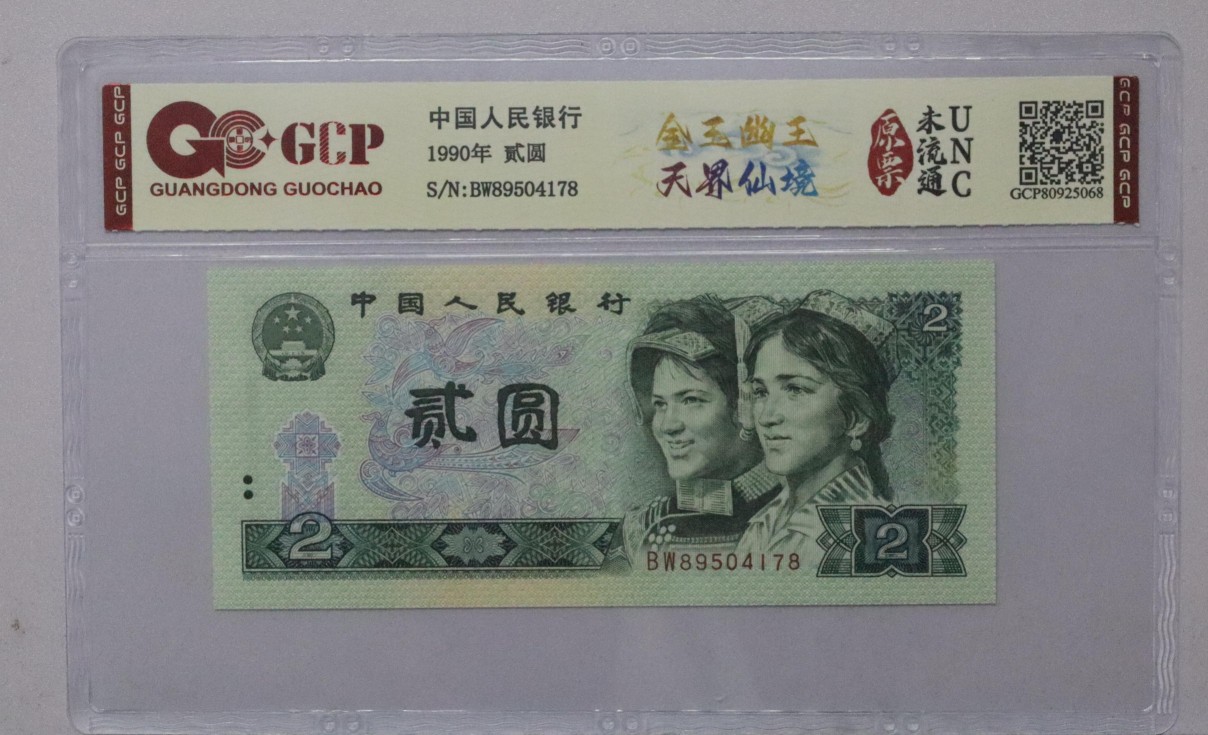 GCP GCP GCP
GCP
GUANGDONG GUOCHAO
中国人民银行
1990年 贰圆
S/N:BW89504178
金玉幽王
天界仙境
原票
未流通
UNC
GCP80925068
GCP GCP GCP
中国人民银行
2
贰圆
2
BW89504178
2